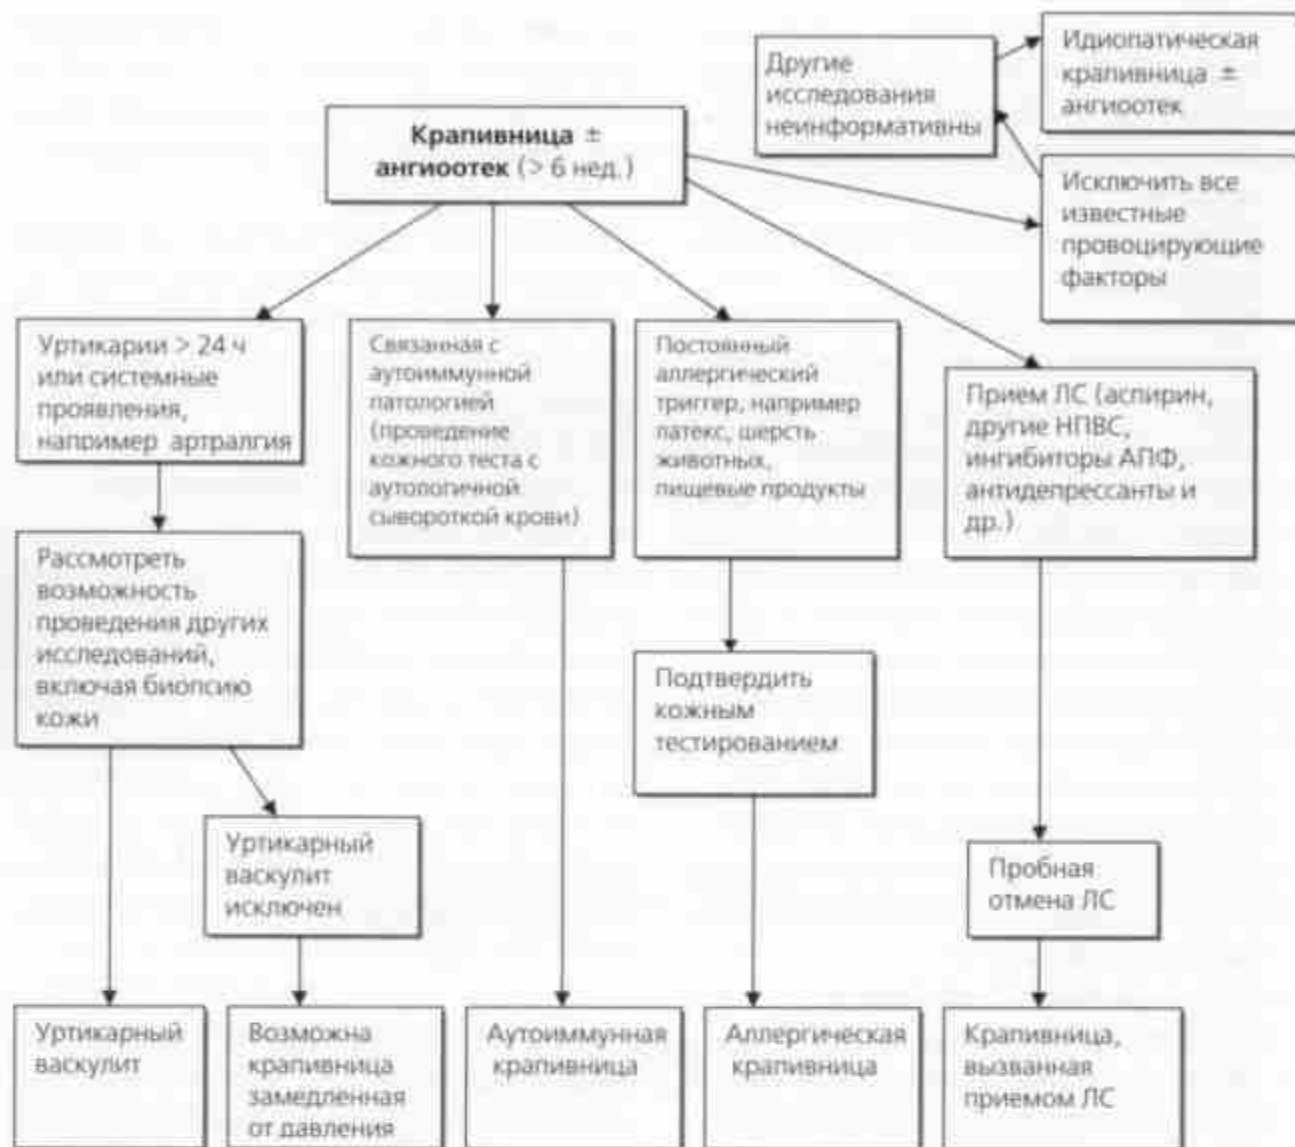 Другие
исследования
неинформативны
Идиопатическая
крапивница ±
ангиоотек
Крапивница ±
ангиоотек (> 6 нед.)
Исключить все
известные
провоцирующие
факторы
Уртикарии > 24 ч
или системные
проявления,
например артралгия
Связанная с
аутоиммунной
патологией
(проведение
кожного теста с
аутологичной
сывороткой крови)
Постоянный
аллергический
триггер, например
латекс, шерсть
животных,
пищевые продукты
Прием ЛС (аспирин,
другие НПВС,
ингибиторы АПФ,
антидепрессанты и
др.)
Рассмотреть
возможность
проведения других
исследований,
включая биопсию
кожи
Подтвердить
кожным
тестированием
Уртикарный
васкулит
исключен
Пробная
отмена ЛС
Уртикарный
васкулит
Возможна
крапивница
замедленная
от давления
Аутоиммунная
крапивница
Аллергическая
крапивница
Крапивница,
вызванная
приемом ЛС